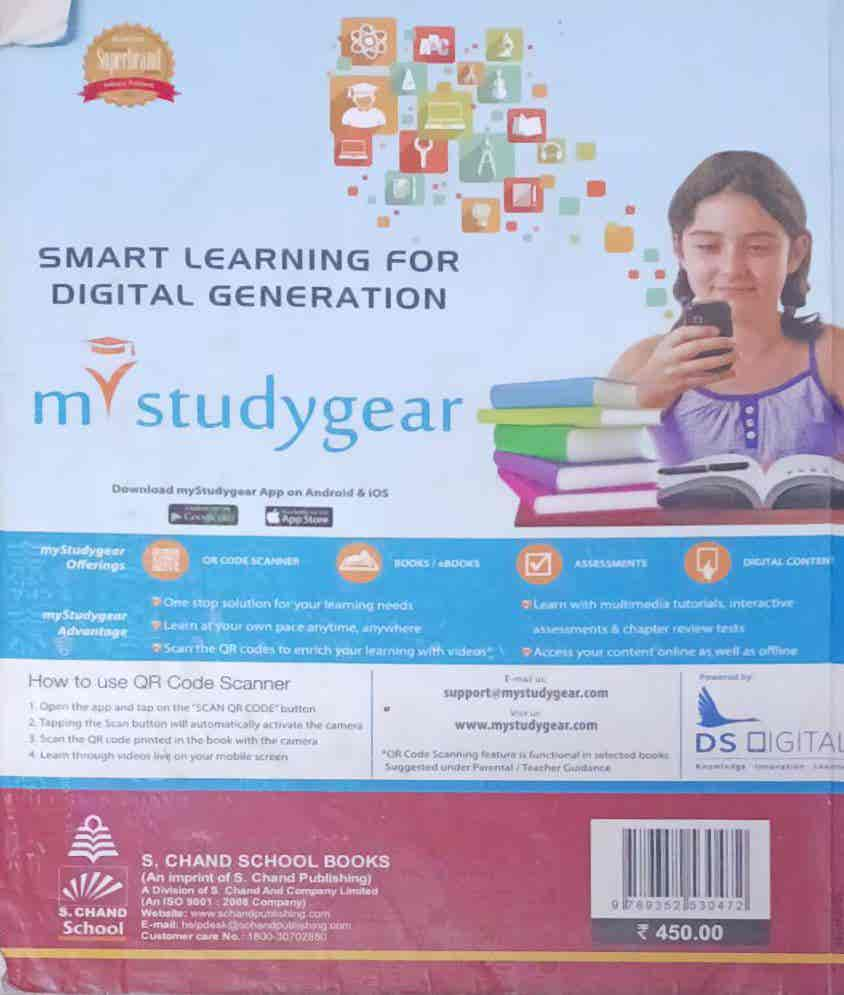 Superbrand
SMART LEARNING FOR
DIGITAL GENERATION
mystudygear
Download myStudygear App on Android & iOS
App Store
myStudygear
Offerings
QR CODE SCANNER
BOOKS / eBOOKS
ASSESSMENTS
DIGITAL CONTENT
myStudygear
Advantage
One stop solution for your learning needs
Learn at your own pace anytime, anywhere
Scan the QR codes to enrich your learning with videos*
Learn with multimedia tutorials, interactive
assessments & chapter review tests
Access your content online as well as offline
How to use QR Code Scanner
1. Open the app and tap on the "SCAN QR CODE" button
2. Tapping the Scan button will automatically activate the camera
3. Scan the QR code printed in the book with the camera
4. Learn through videos live on your mobile screen
E-mail us:
support@mystudygear.com
Visit us:
www.mystudygear.com
*QR Code Scanning feature is functional in selected books
Suggested under Parental / Teacher Guidance
Powered by:
DS DIGITAL
Knowledge Innovation
S. CHAND
School
S. CHAND SCHOOL BOOKS
(An imprint of S. Chand Publishing)
A Division of S. Chand And Company Limited
(An ISO 9001 : 2008 Company)
Website: www.schandpublishing.com
E-mail: helpdesk@schandpublishing.com
Customer care No.: 1800-30702880
9 789352 530472
₹ 450.00